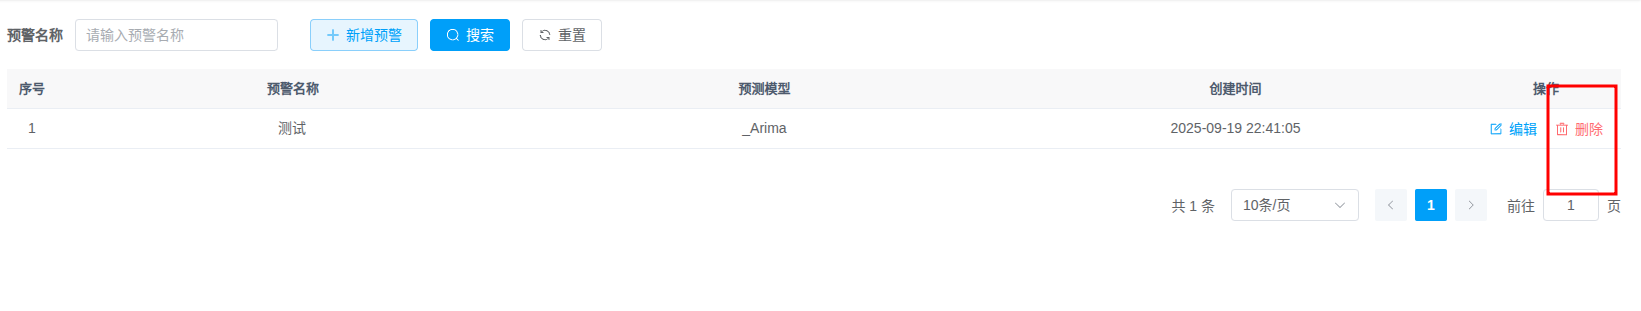 预警名称 请输入预警名称 新增预警 搜索 重置
序号 预警名称 预测模型 创建时间 操作
1 测试 _Arima 2025-09-19 22:41:05 编辑 删除
共 1 条 10条/页 1 前往 1 页